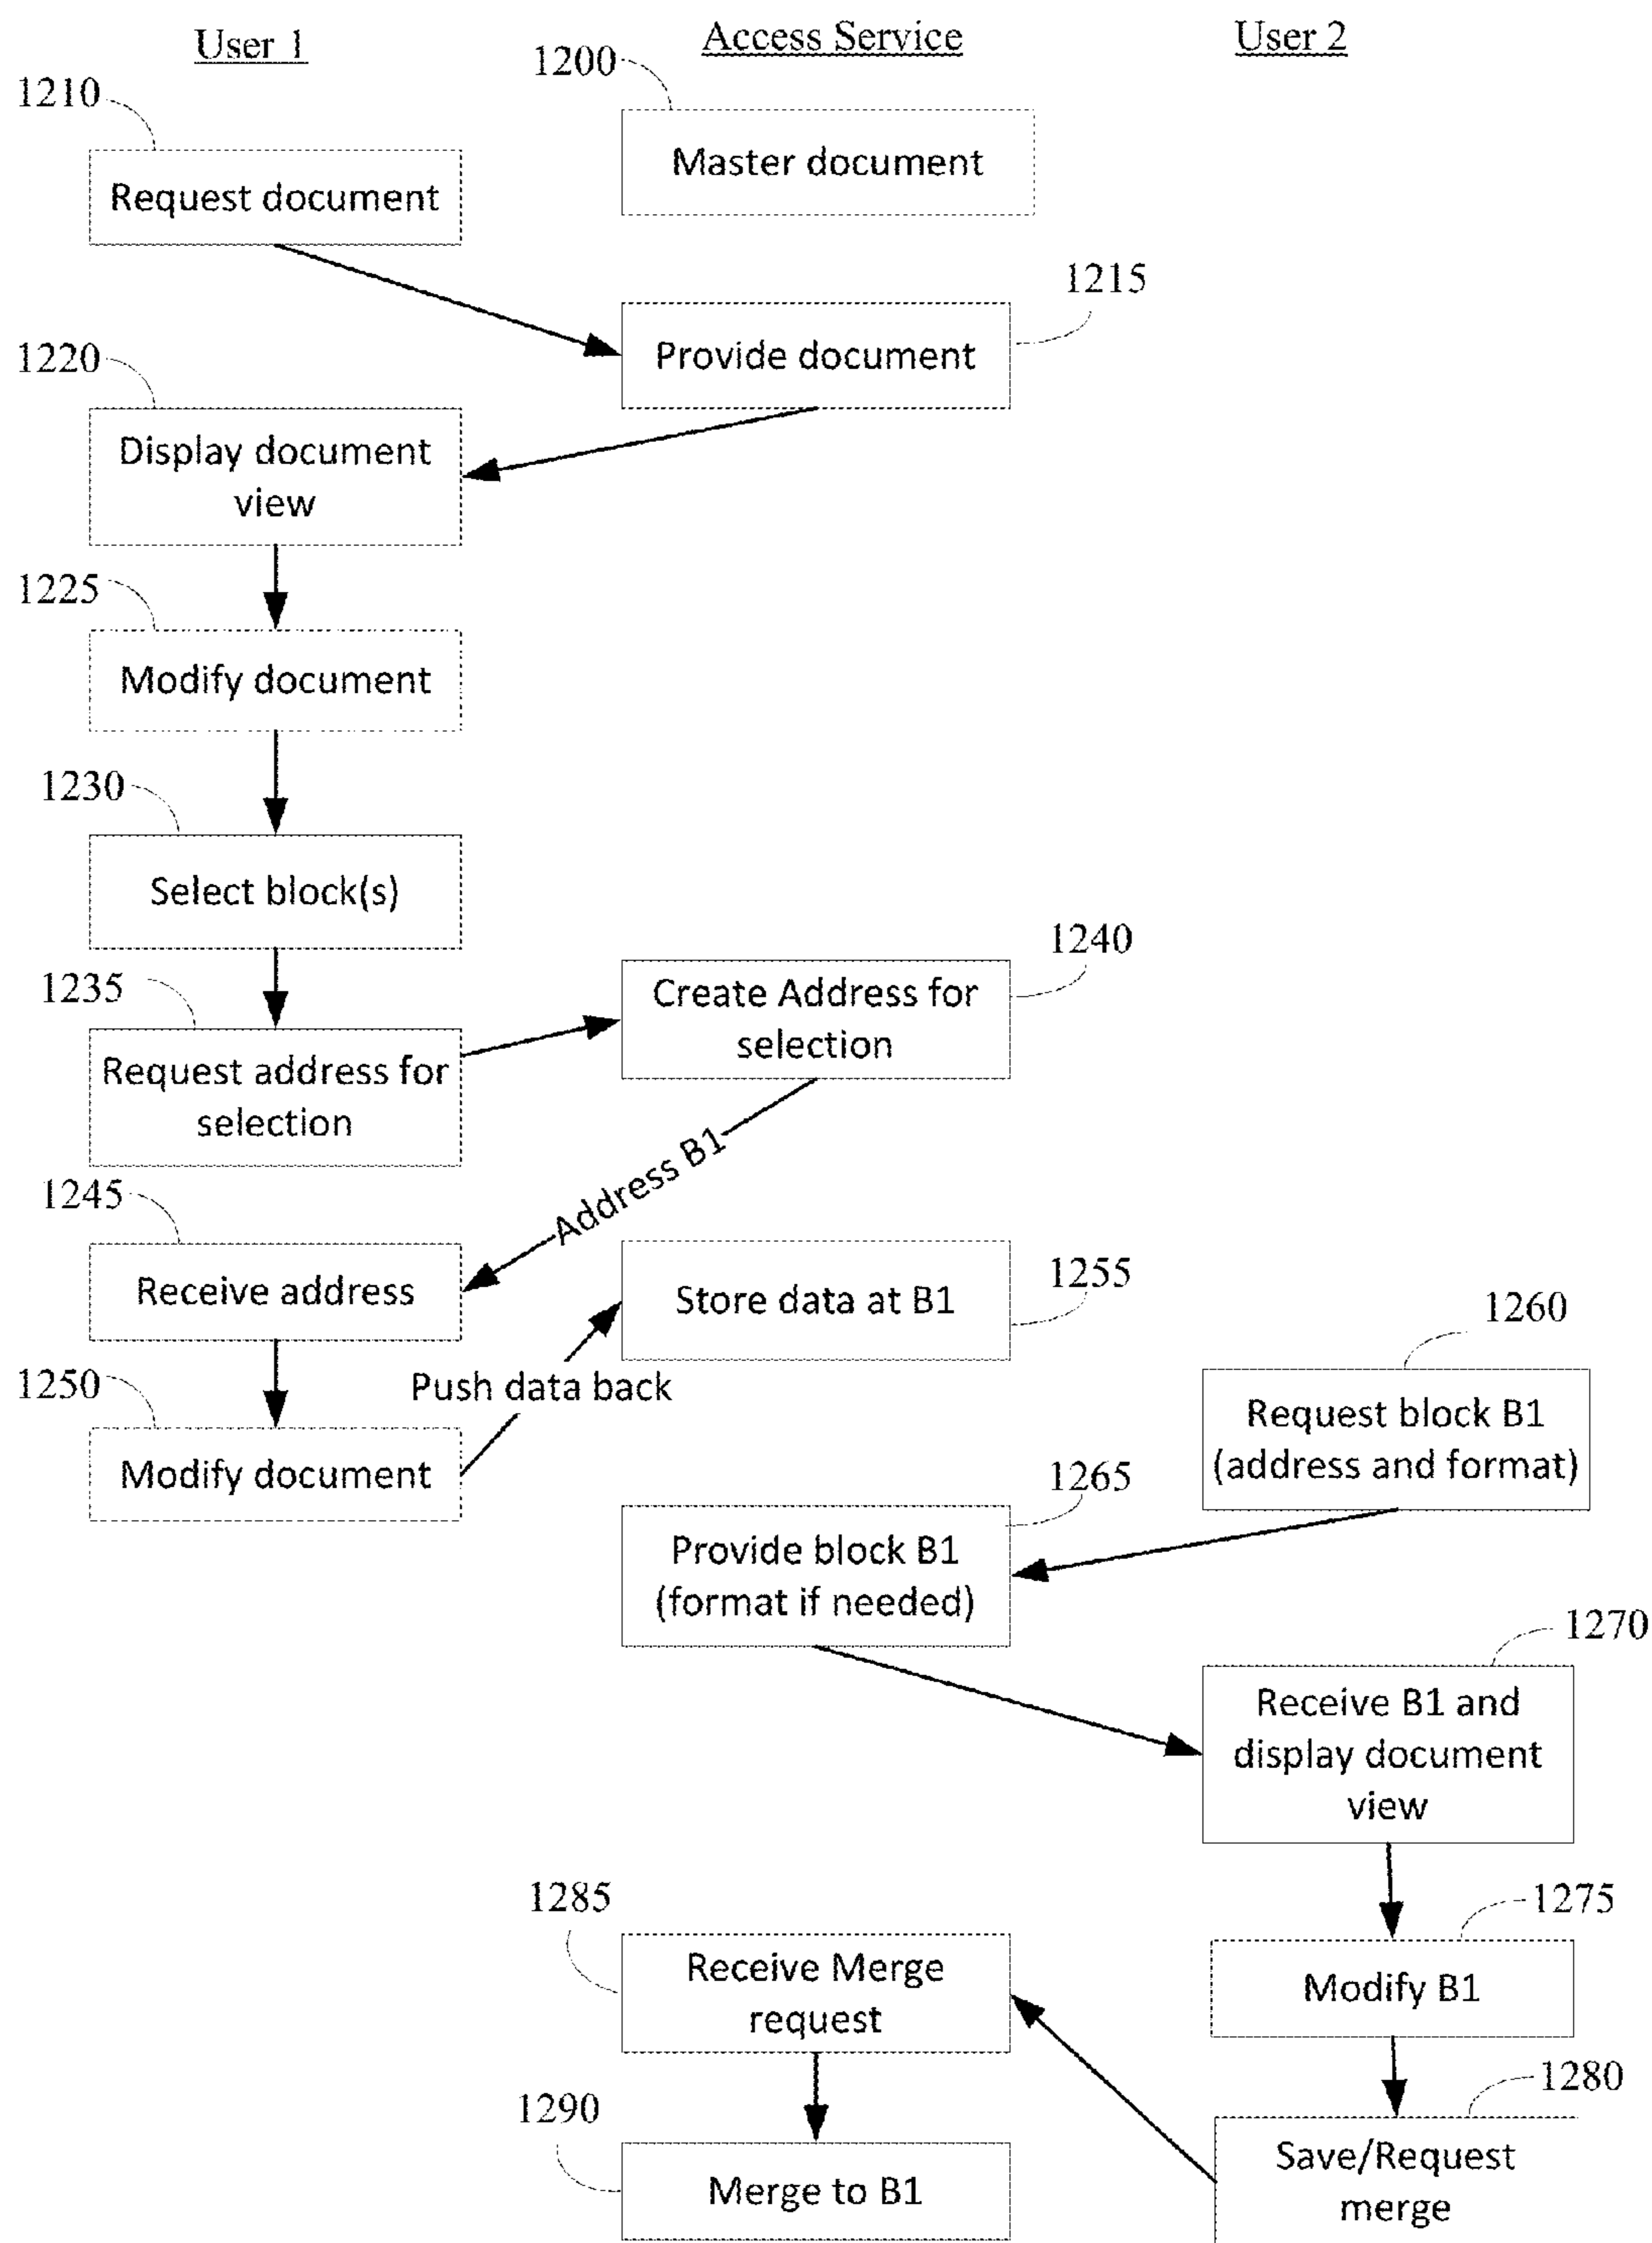 User 1
Access Service
User 2
1200
1210
Master document
Request document
1215
Provide document
1220
Display document
view
1225
Modify document
1230
Select block(s)
1240
Create Address for
selection
1235
Request address for
selection
Address B1
1245
Receive address
1255
Store data at B1
1260
Push data back
1250
Modify document
Request block B1
(address and format)
1265
Provide block B1
(format if needed)
1270
Receive B1 and
display document
view
1285
Receive Merge
request
1275
Modify B1
1280
Save/Request
merge
1290
Merge to B1